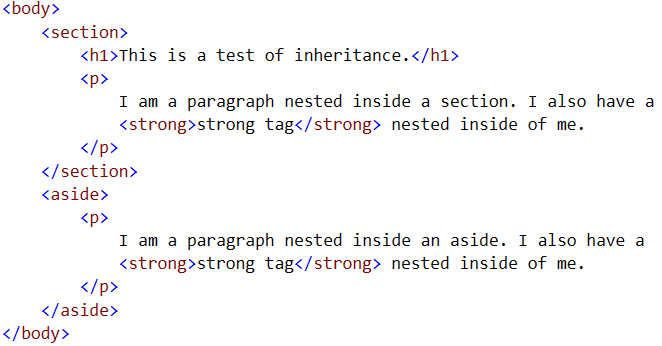 <body>
    <section>
        <h1>This is a test of inheritance.</h1>
        <p>
            I am a paragraph nested inside a section. I also have a
            <strong>strong tag</strong> nested inside of me.
        </p>
    </section>
    <aside>
        <p>
            I am a paragraph nested inside an aside. I also have a
            <strong>strong tag</strong> nested inside of me.
        </p>
    </aside>
</body>